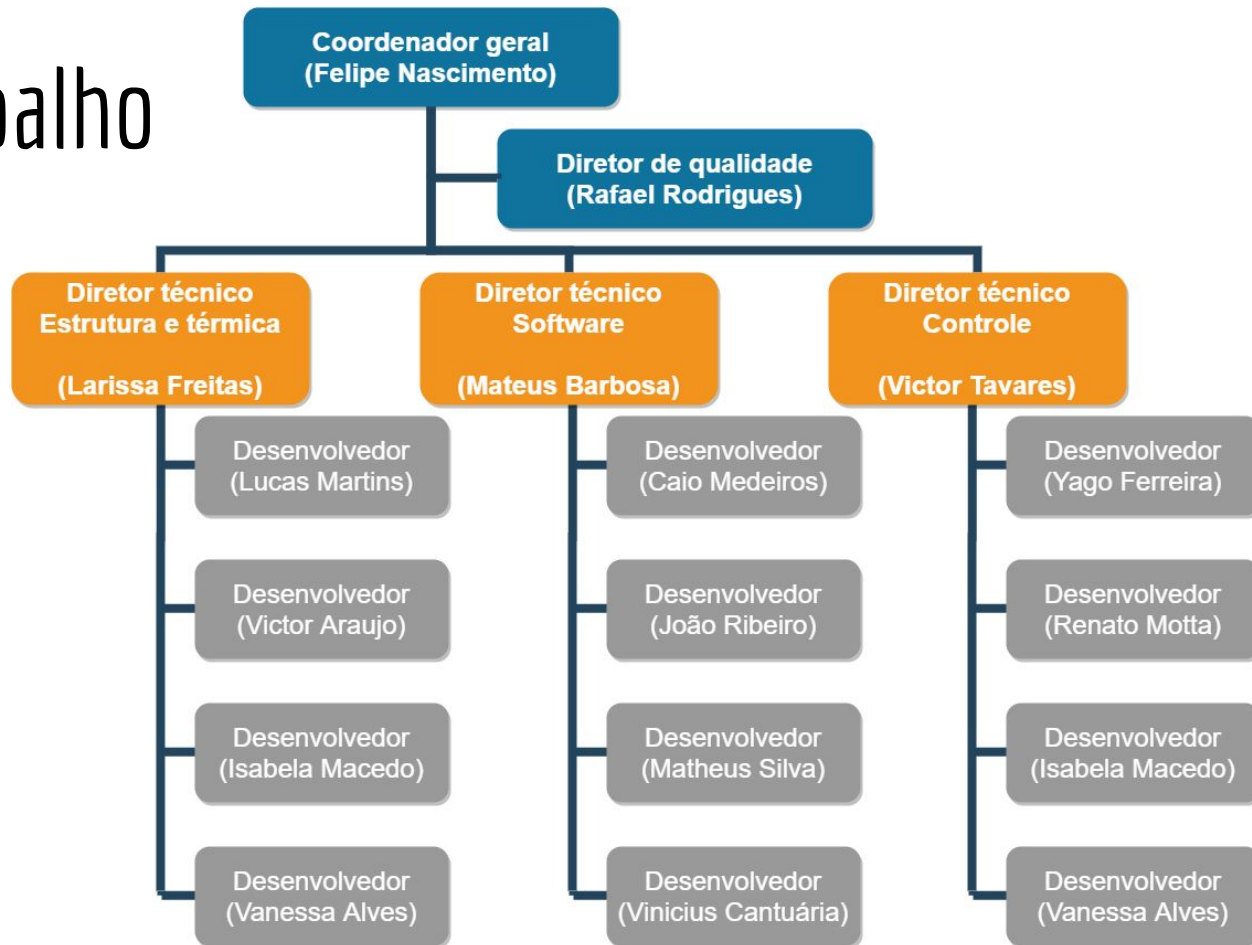 balho
Coordenador geral
(Felipe Nascimento)
Diretor de qualidade
(Rafael Rodrigues)
Diretor técnico
Estrutura e térmica
(Larissa Freitas)
Diretor técnico
Software
(Mateus Barbosa)
Diretor técnico
Controle
(Victor Tavares)
Desenvolvedor
(Lucas Martins)
Desenvolvedor
(Victor Araujo)
Desenvolvedor
(Isabela Macedo)
Desenvolvedor
(Vanessa Alves)
Desenvolvedor
(Caio Medeiros)
Desenvolvedor
(João Ribeiro)
Desenvolvedor
(Matheus Silva)
Desenvolvedor
(Vinicius Cantuária)
Desenvolvedor
(Yago Ferreira)
Desenvolvedor
(Renato Motta)
Desenvolvedor
(Isabela Macedo)
Desenvolvedor
(Vanessa Alves)